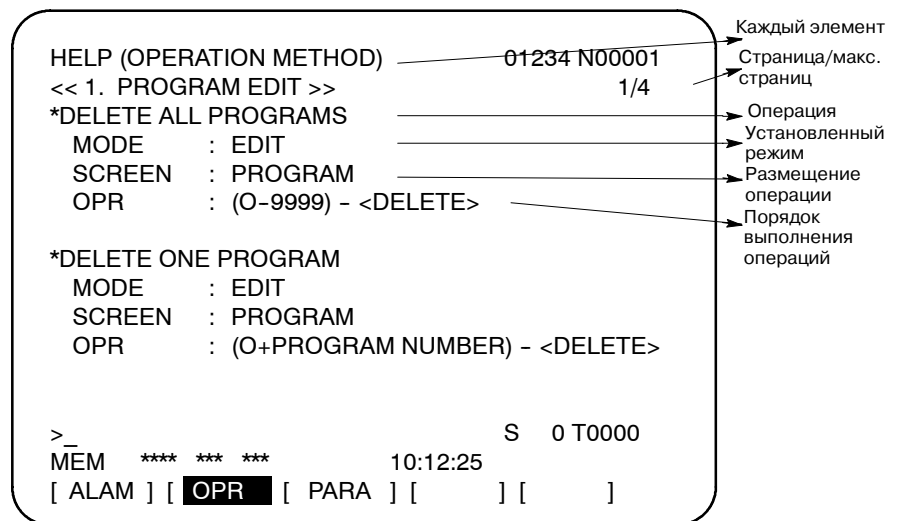 HELP (OPERATION METHOD) 01234 N00001
<< 1. PROGRAM EDIT >> 1/4
*DELETE ALL PROGRAMS
MODE : EDIT
SCREEN : PROGRAM
OPR : (O-9999) - <DELETE>
*DELETE ONE PROGRAM
MODE : EDIT
SCREEN : PROGRAM
OPR : (O+PROGRAM NUMBER) - <DELETE>
>_ S 0 T0000
MEM **** *** *** 10:12:25
[ ALAM ] [ OPR [ PARA ] [ ] [ ]
Каждый элемент
Страница/макс.
страниц
Операция
Установленный
режим
Размещение
операции
Порядок
выполнения
операций